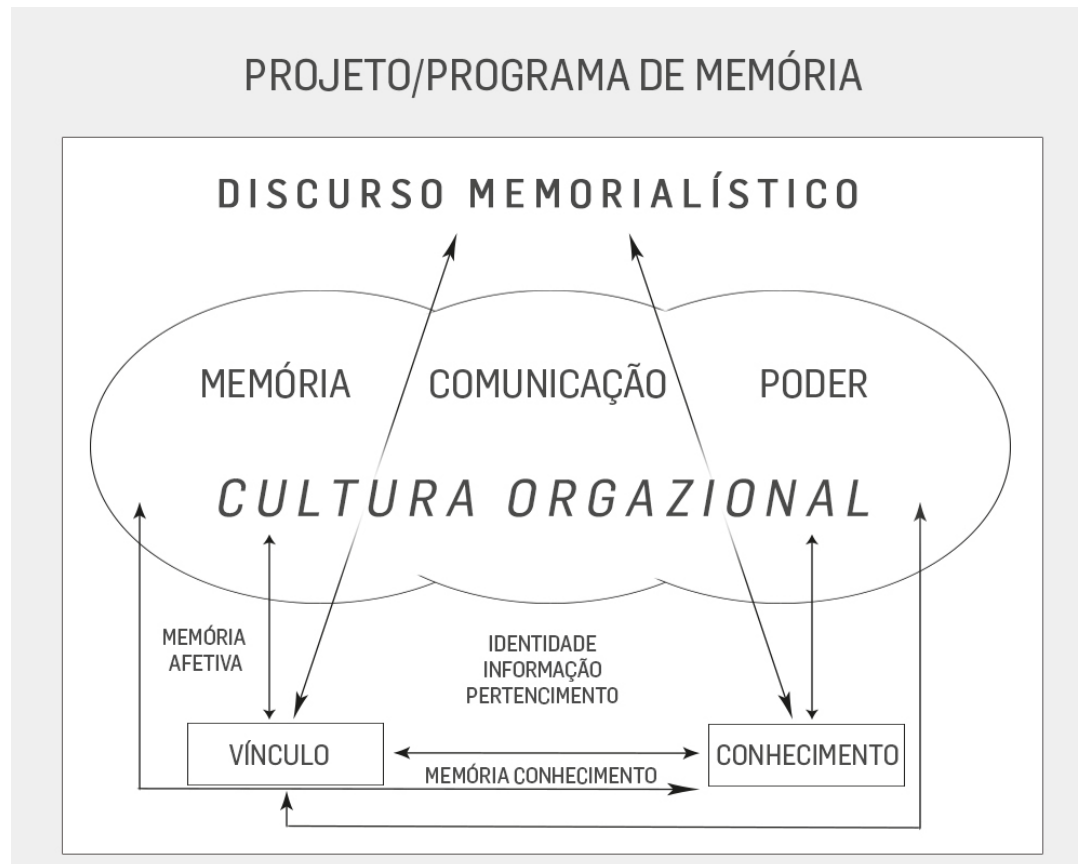 PROJETO/PROGRAMA DE MEMÓRIA
DISCURSO MEMORIALÍSTICO
MEMÓRIA COMUNICAÇÃO PODER
CULTURA ORGAZIONAL
MEMÓRIA
AFETIVA
IDENTIDADE
INFORMAÇÃO
PERTENCIMENTO
VÍNCULO
CONHECIMENTO
MEMÓRIA CONHECIMENTO